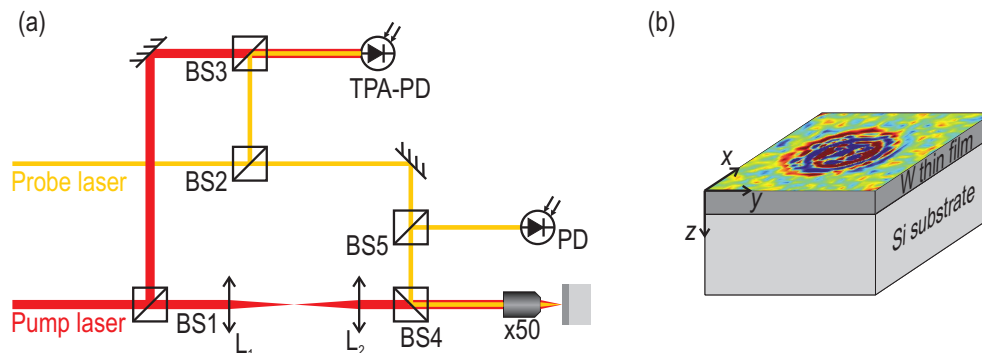 (a)
BS3
TPA-PD
Probe laser
BS2
BS5
PD
Pump laser
BS1
L₁
L₂
BS4
x50
(b)
x
y
z
W thin film
Si substrate